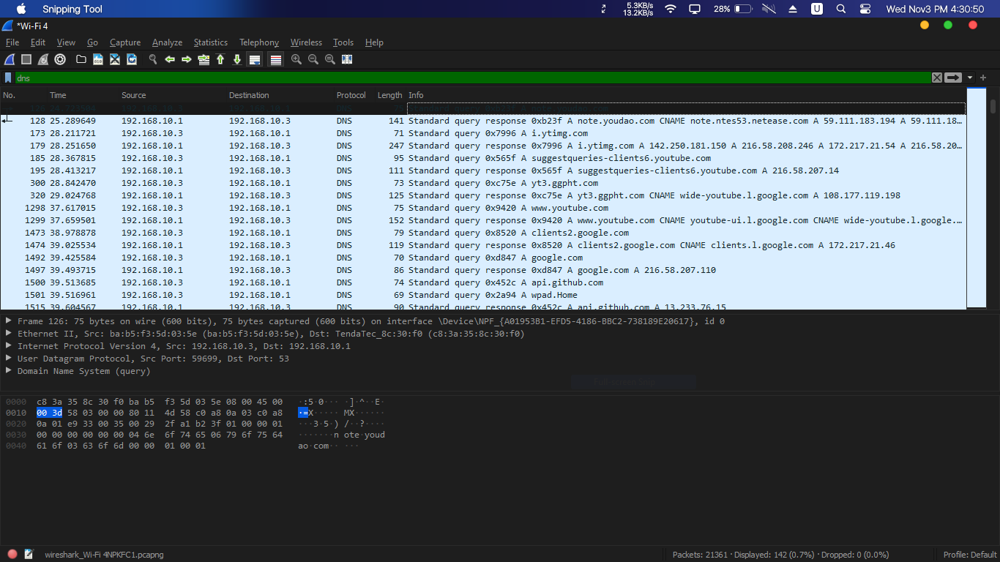 Snipping Tool 5.3KB/s 13.2KB/s 28% U Wed Nov3 PM 4:30:50
*Wi-Fi 4
File Edit View Go Capture Analyze Statistics Telephony Wireless Tools Help
dns
No. Time Source Destination Protocol Length Info
126 24.723504 192.168.10.3 192.168.10.1 DNS 75 Standard query 0xb23f A note.youdao.com
128 25.289649 192.168.10.1 192.168.10.3 DNS 141 Standard query response 0xb23f A note.youdao.com CNAME note.ntes53.netease.com A 59.111.183.194 A 59.111.18…
173 28.211721 192.168.10.3 192.168.10.1 DNS 71 Standard query 0x7996 A i.ytimg.com
179 28.251650 192.168.10.1 192.168.10.3 DNS 247 Standard query response 0x7996 A i.ytimg.com A 142.250.181.150 A 216.58.208.246 A 172.217.21.54 A 216.58.20…
185 28.367815 192.168.10.3 192.168.10.1 DNS 95 Standard query 0x565f A suggestqueries-clients6.youtube.com
195 28.413217 192.168.10.1 192.168.10.3 DNS 111 Standard query response 0x565f A suggestqueries-clients6.youtube.com A 216.58.207.14
300 28.842470 192.168.10.3 192.168.10.1 DNS 73 Standard query 0xc75e A yt3.ggpht.com
320 29.024768 192.168.10.1 192.168.10.3 DNS 125 Standard query response 0xc75e A yt3.ggpht.com CNAME wide-youtube.l.google.com A 108.177.119.198
1298 37.617015 192.168.10.3 192.168.10.1 DNS 75 Standard query 0x9420 A www.youtube.com
1299 37.659501 192.168.10.1 192.168.10.3 DNS 152 Standard query response 0x9420 A www.youtube.com CNAME youtube-ui.l.google.com CNAME wide-youtube.l.google.…
1473 38.978878 192.168.10.3 192.168.10.1 DNS 79 Standard query 0x8520 A clients2.google.com
1474 39.025534 192.168.10.1 192.168.10.3 DNS 119 Standard query response 0x8520 A clients2.google.com CNAME clients.l.google.com A 172.217.21.46
1492 39.425584 192.168.10.3 192.168.10.1 DNS 70 Standard query 0xd847 A google.com
1497 39.493715 192.168.10.1 192.168.10.3 DNS 86 Standard query response 0xd847 A google.com A 216.58.207.110
1500 39.513685 192.168.10.3 192.168.10.1 DNS 74 Standard query 0x452c A api.github.com
1501 39.516961 192.168.10.3 192.168.10.1 DNS 69 Standard query 0x2a94 A wpad.Home
1515 39.604567 192.168.10.1 192.168.10.3 DNS 90 Standard query response 0x452c A api.github.com A 13.233.76.15
Frame 126: 75 bytes on wire (600 bits), 75 bytes captured (600 bits) on interface \Device\NPF_{A01953B1-EFD5-4186-BBC2-738189E20617}, id 0
Ethernet II, Src: ba:b5:f3:5d:03:5e (ba:b5:f3:5d:03:5e), Dst: TendaTec_8c:30:f0 (c8:3a:35:8c:30:f0)
Internet Protocol Version 4, Src: 192.168.10.3, Dst: 192.168.10.1
User Datagram Protocol, Src Port: 59699, Dst Port: 53
Domain Name System (query)
0000 c8 3a 35 8c 30 f0 ba b5 f3 5d 03 5e 08 00 45 00 ·:5·0··· ·]·^··E·
0010 00 3d 58 03 00 00 80 11 4d 58 c0 a8 0a 03 c0 a8 ·=X····· MX······
0020 0a 01 e9 33 00 35 00 29 2f a1 b2 3f 01 00 00 01 ···3·5·) /··?····
0030 00 00 00 00 00 00 04 6e 6f 74 65 06 79 6f 75 64 ·······n ote·youd
0040 61 6f 03 63 6f 6d 00 00 01 00 01 ao·com·· ···
wireshark_Wi-Fi 4NPKFC1.pcapng Packets: 21361 · Displayed: 142 (0.7%) · Dropped: 0 (0.0%) Profile: Default